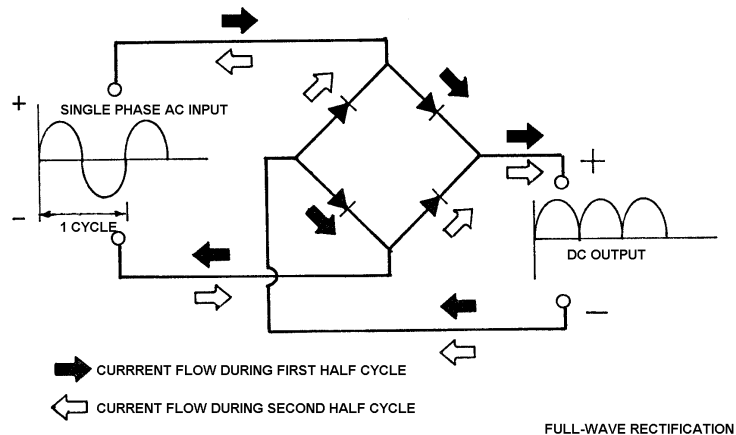 +
SINGLE PHASE AC INPUT
+
−
1 CYCLE
DC OUTPUT
−
CURRRENT FLOW DURING FIRST HALF CYCLE
CURRENT FLOW DURING SECOND HALF CYCLE
FULL-WAVE RECTIFICATION